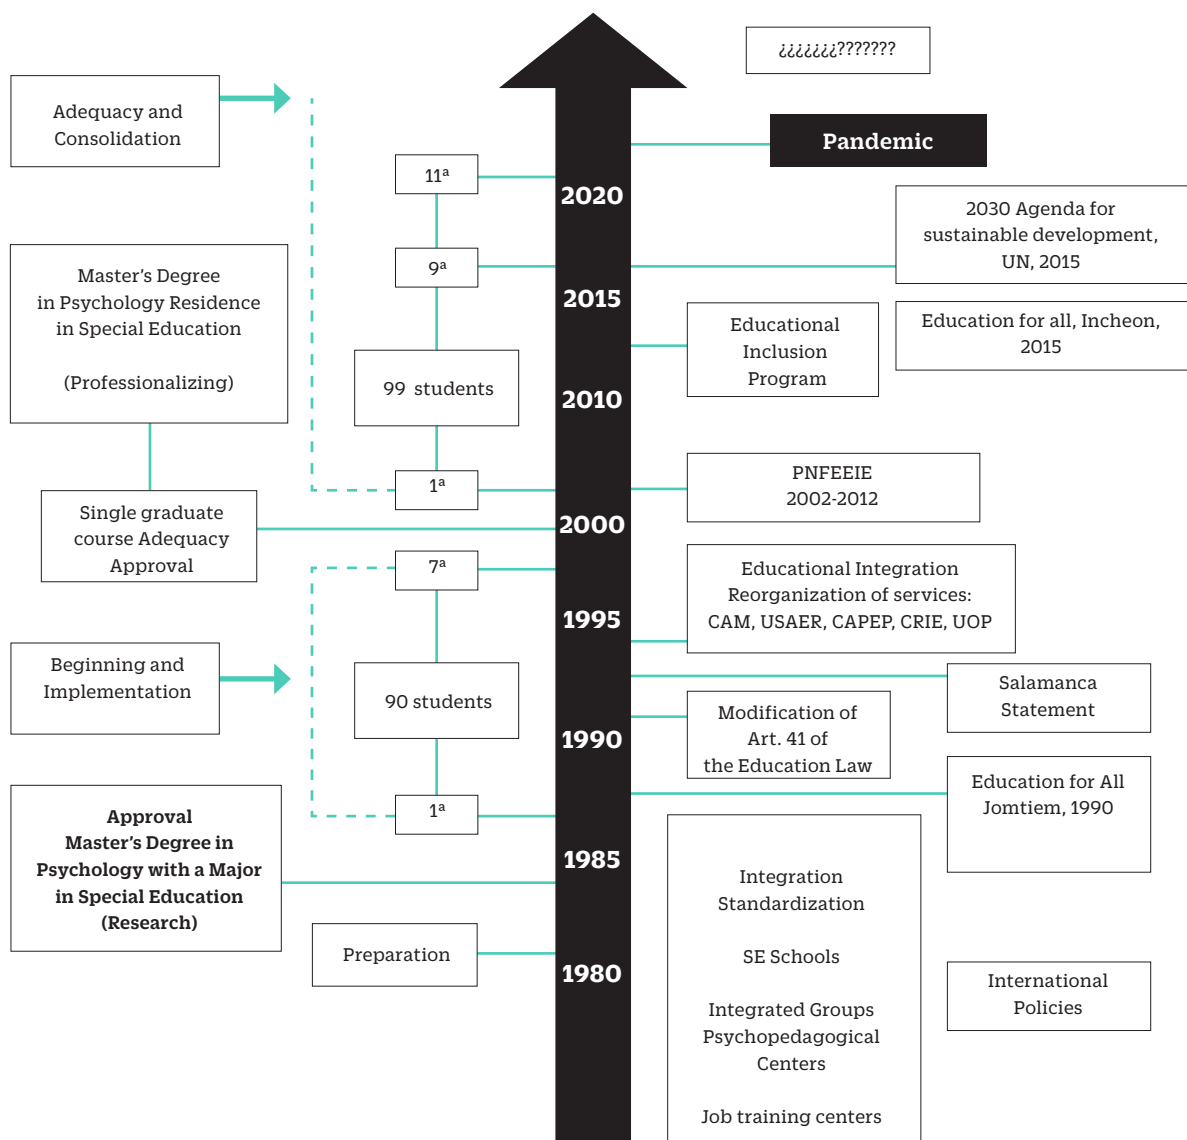 ¿¿¿¿¿¿¿???????
Adequacy and
Consolidation
Pandemic
11ª
2020
2030 Agenda for
sustainable development,
UN, 2015
Master's Degree
in Psychology Residence
in Special Education
(Professionalizing)
9ª
2015
Educational
Inclusion
Program
Education for all, Incheon,
2015
99 students
2010
1ª
PNFEEIE
2002-2012
Single graduate
course Adequacy
Approval
2000
7ª
Educational Integration
Reorganization of services:
CAM, USAER, CAPEP, CRIE, UOP
1995
Beginning and
Implementation
90 students
Salamanca
Statement
Modification of
Art. 41 of
the Education Law
1990
Education for All
Jomtiem, 1990
1ª
Approval
Master's Degree in
Psychology with a Major
in Special Education
(Research)
1985
Integration
Standardization
SE Schools
Integrated Groups
Psychopedagogical
Centers
Job training centers
Preparation
1980
International
Policies